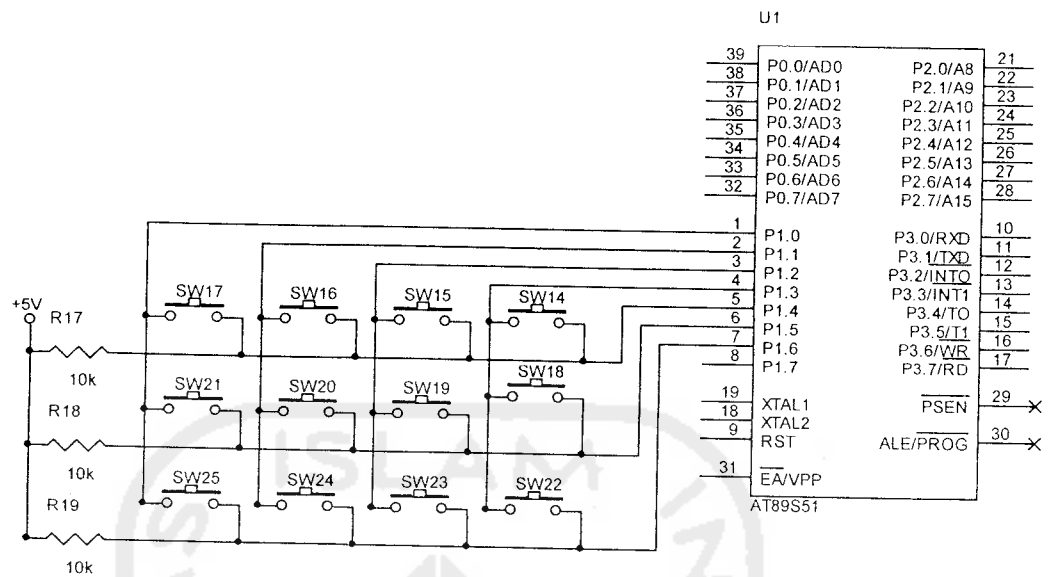 U1
39 P0.0/AD0 P2.0/A8 21
38 P0.1/AD1 P2.1/A9 22
37 P0.2/AD2 P2.2/A10 23
36 P0.3/AD3 P2.3/A11 24
35 P0.4/AD4 P2.4/A12 25
34 P0.5/AD5 P2.5/A13 26
33 P0.6/AD6 P2.6/A14 27
32 P0.7/AD7 P2.7/A15 28
1 P1.0 P3.0/RXD 10
2 P1.1 P3.1/TXD 11
3 P1.2 P3.2/INTO 12
4 P1.3 P3.3/INT1 13
5 P1.4 P3.4/TO 14
6 P1.5 P3.5/T1 15
7 P1.6 P3.6/WR 16
8 P1.7 P3.7/RD 17
19 XTAL1 PSEN 29
18 XTAL2
9 RST ALE/PROG 30
31 EA/VPP
AT89S51
+5V
R17
10k
SW17 SW16 SW15 SW14
R18
10k
SW21 SW20 SW19 SW18
R19
10k
SW25 SW24 SW23 SW22
ISLAM